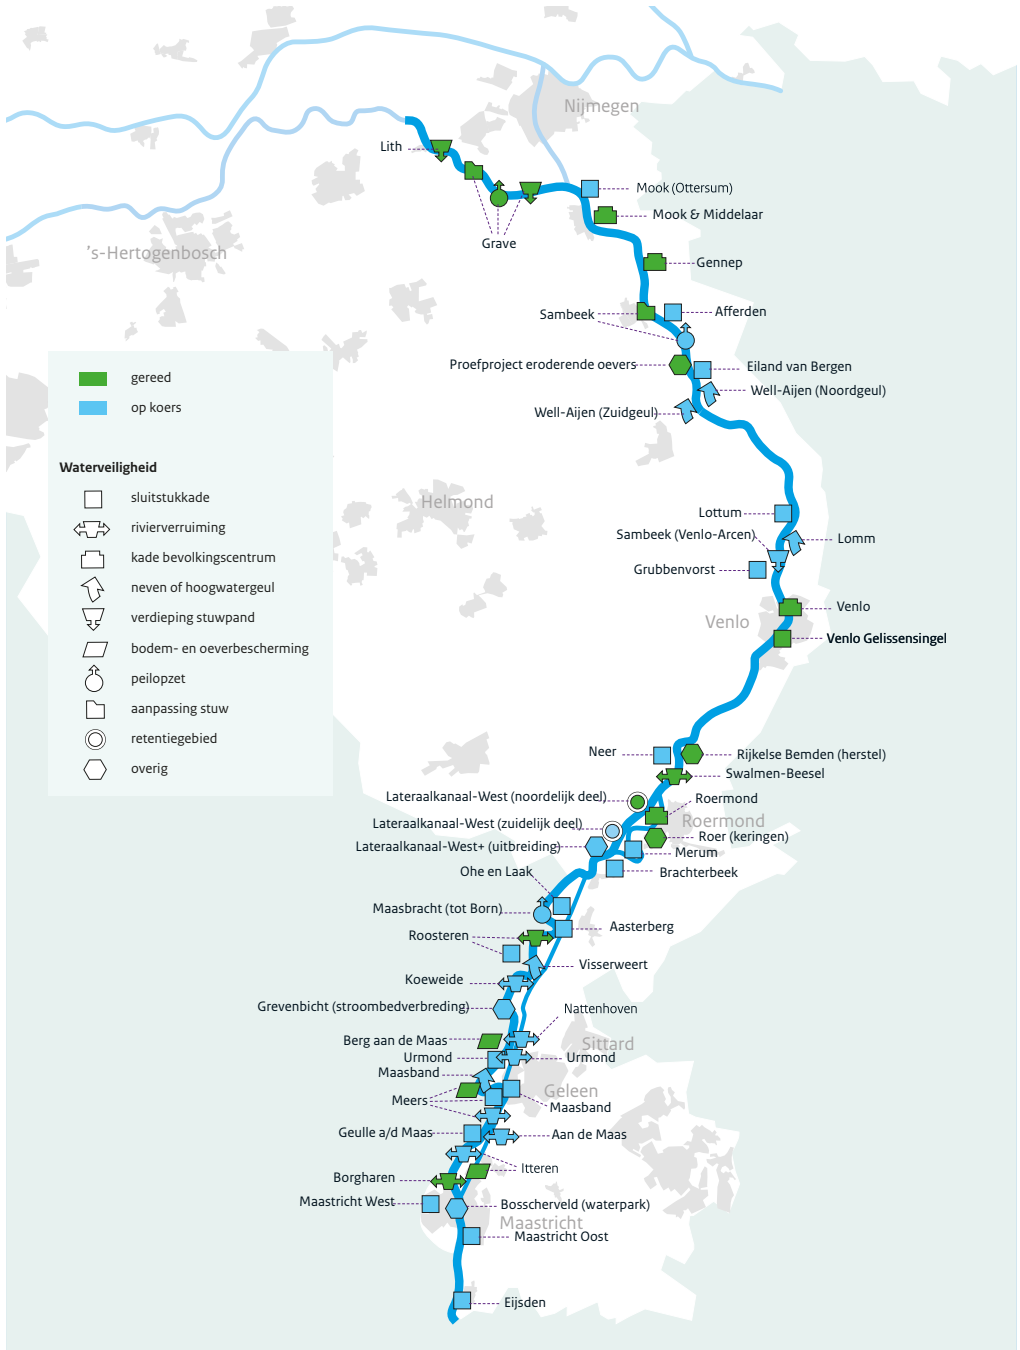 Nijmegen
Lith
Mook (Ottersum)
Mook & Middelaar
Grave
's-Hertogenbosch
Gennep
Sambeek
Afferden
Proefproject eroderende oevers
Eiland van Bergen
Well-Aijen (Noordgeul)
Well-Aijen (Zuidgeul)
gereed
op koers
Waterveiligheid
sluitstukkade
rivierverruiming
kade bevolkingscentrum
neven of hoogwatergeul
verdieping stuwpand
bodem- en oeverbescherming
peilopzet
aanpassing stuw
retentiegebied
overig
Helmond
Lottum
Sambeek (Venlo-Arcen)
Lomm
Grubbenvorst
Venlo
Venlo
Venlo Gelissensingel
Neer
Rijkelse Bemden (herstel)
Swalmen-Beesel
Lateraalkanaal-West (noordelijk deel)
Roermond
Lateraalkanaal-West (zuidelijk deel)
Roermond
Roer (keringen)
Lateraalkanaal-West+ (uitbreiding)
Merum
Ohe en Laak
Brachterbeek
Maasbracht (tot Born)
Aasterberg
Roosteren
Visserweert
Koeweide
Grevenbicht (stroombedverbreding)
Nattenhoven
Berg aan de Maas
Sittard
Urmond
Urmond
Maasband
Geleen
Meers
Maasband
Geulle a/d Maas
Aan de Maas
Itteren
Borgharen
Maastricht West
Bosscherveld (waterpark)
Maastricht
Maastricht Oost
Eijsden